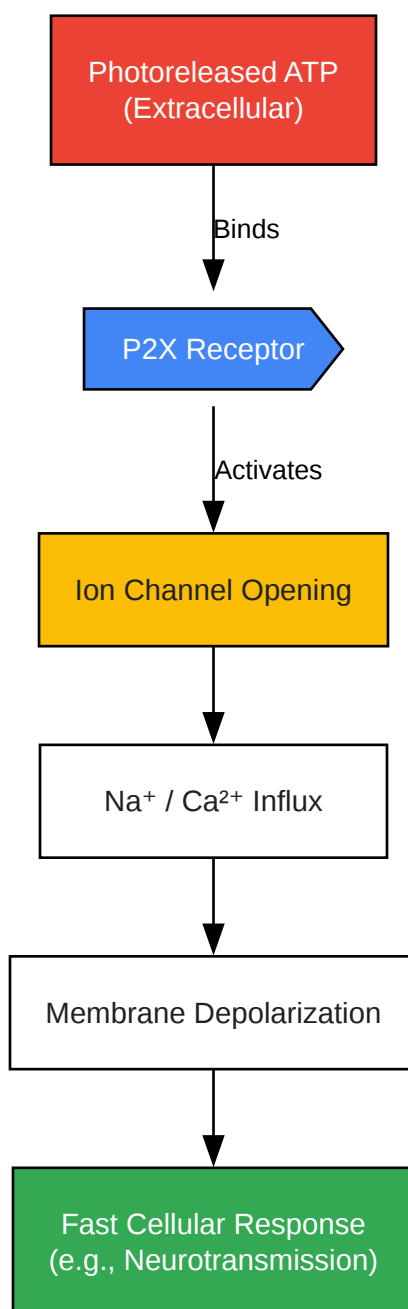 Photoreleased ATP
(Extracellular)
Binds
P2X Receptor
Activates
Ion Channel Opening
Na⁺ / Ca²⁺ Influx
Membrane Depolarization
Fast Cellular Response
(e.g., Neurotransmission)